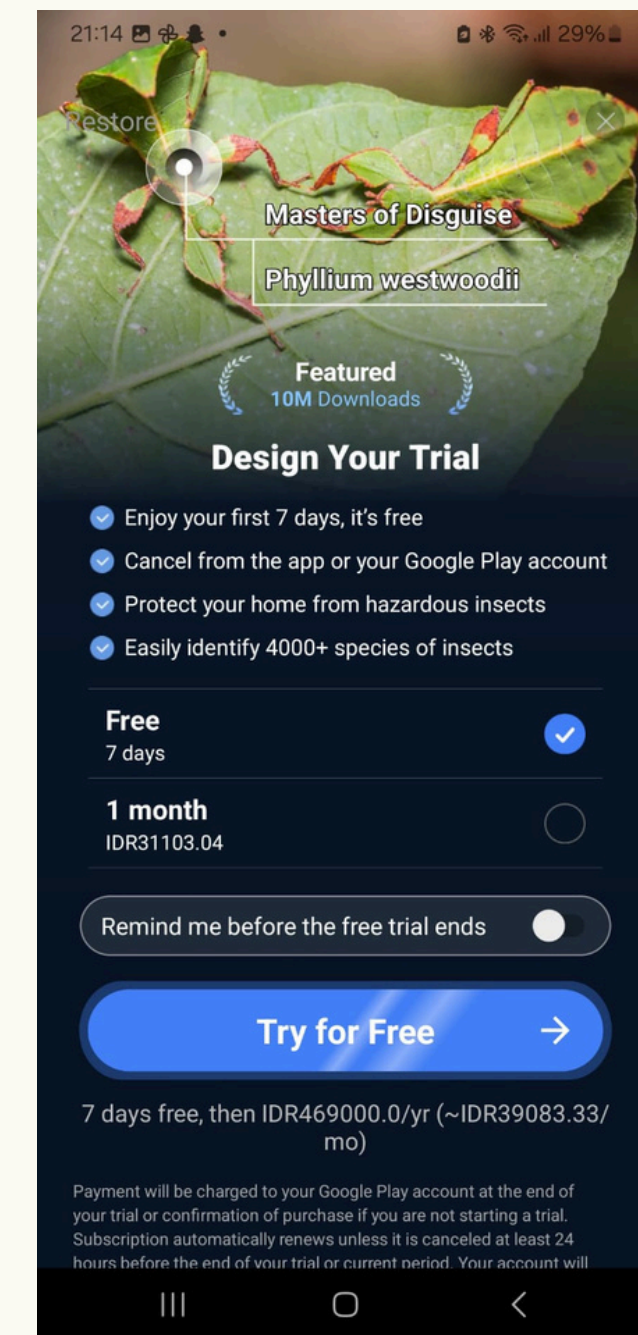 21:14
29%
Restore
Masters of Disguise
Phyllium westwoodii
Featured
10M Downloads
Design Your Trial
Enjoy your first 7 days, it's free
Cancel from the app or your Google Play account
Protect your home from hazardous insects
Easily identify 4000+ species of insects
Free
7 days
1 month
IDR31103.04
Remind me before the free trial ends
Try for Free
7 days free, then IDR469000.0/yr (~IDR39083.33/
mo)
Payment will be charged to your Google Play account at the end of
your trial or confirmation of purchase if you are not starting a trial.
Subscription automatically renews unless it is canceled at least 24
hours before the end of your trial or current period. Your account will